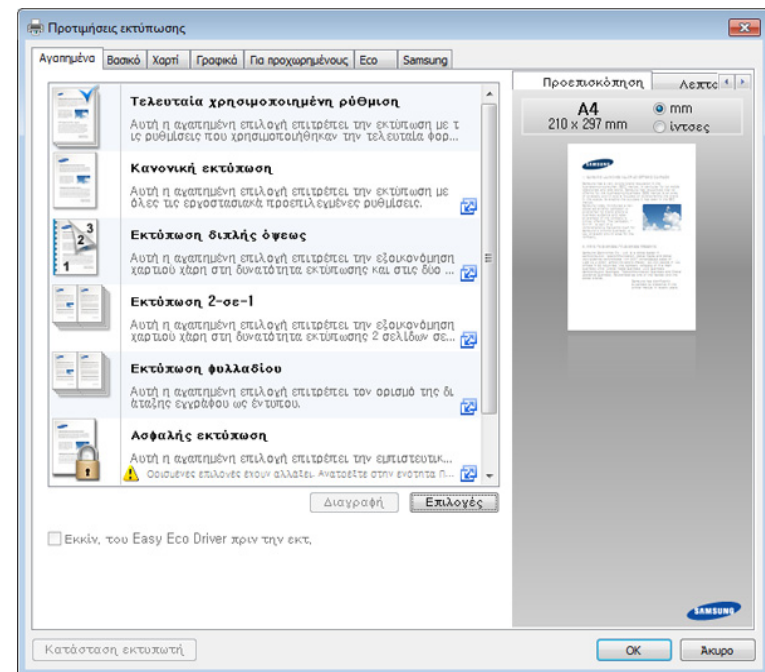 Προτιμήσεις εκτύπωσης
Αγαπημένα Βασικό Χαρτί Γραφικά Για προχωρημένους Eco Samsung
Τελευταία χρησιμοποιημένη ρύθμιση
Αυτή η αγαπημένη επιλογή επιτρέπει την εκτύπωση με τ
ις ρυθμίσεις που χρησιμοποιήθηκαν την τελευταία φορ...
Κανονική εκτύπωση
Αυτή η αγαπημένη επιλογή επιτρέπει την εκτύπωση με
όλες τις εργοστασιακά προεπιλεγμένες ρυθμίσεις.
Εκτύπωση διπλής όψεως
Αυτή η αγαπημένη επιλογή επιτρέπει την εξοικονόμηση
χαρτιού χάρη στη δυνατότητα εκτύπωσης και στις δύο ...
Εκτύπωση 2-σε-1
Αυτή η αγαπημένη επιλογή επιτρέπει την εξοικονόμηση
χαρτιού χάρη στη δυνατότητα εκτύπωσης 2 σελίδων σε...
Εκτύπωση φυλλαδίου
Αυτή η αγαπημένη επιλογή επιτρέπει τον ορισμό της δι
άταξης εγγράφου ως έντυπου.
Ασφαλής εκτύπωση
Αυτή η αγαπημένη επιλογή επιτρέπει την εμπιστευτικ...
Ορισμένες επιλογές έχουν αλλάξει. Ανατρέξτε στην ενότητα Π...
Διαγραφή Επιλογές
Εκκίν. του Easy Eco Driver πριν την εκτ.
Κατάσταση εκτυπωτή
Προεπισκόπηση Λεπτο
A4
210 x 297 mm
mm
ίντσες
SAMSUNG
OK Άκυρο